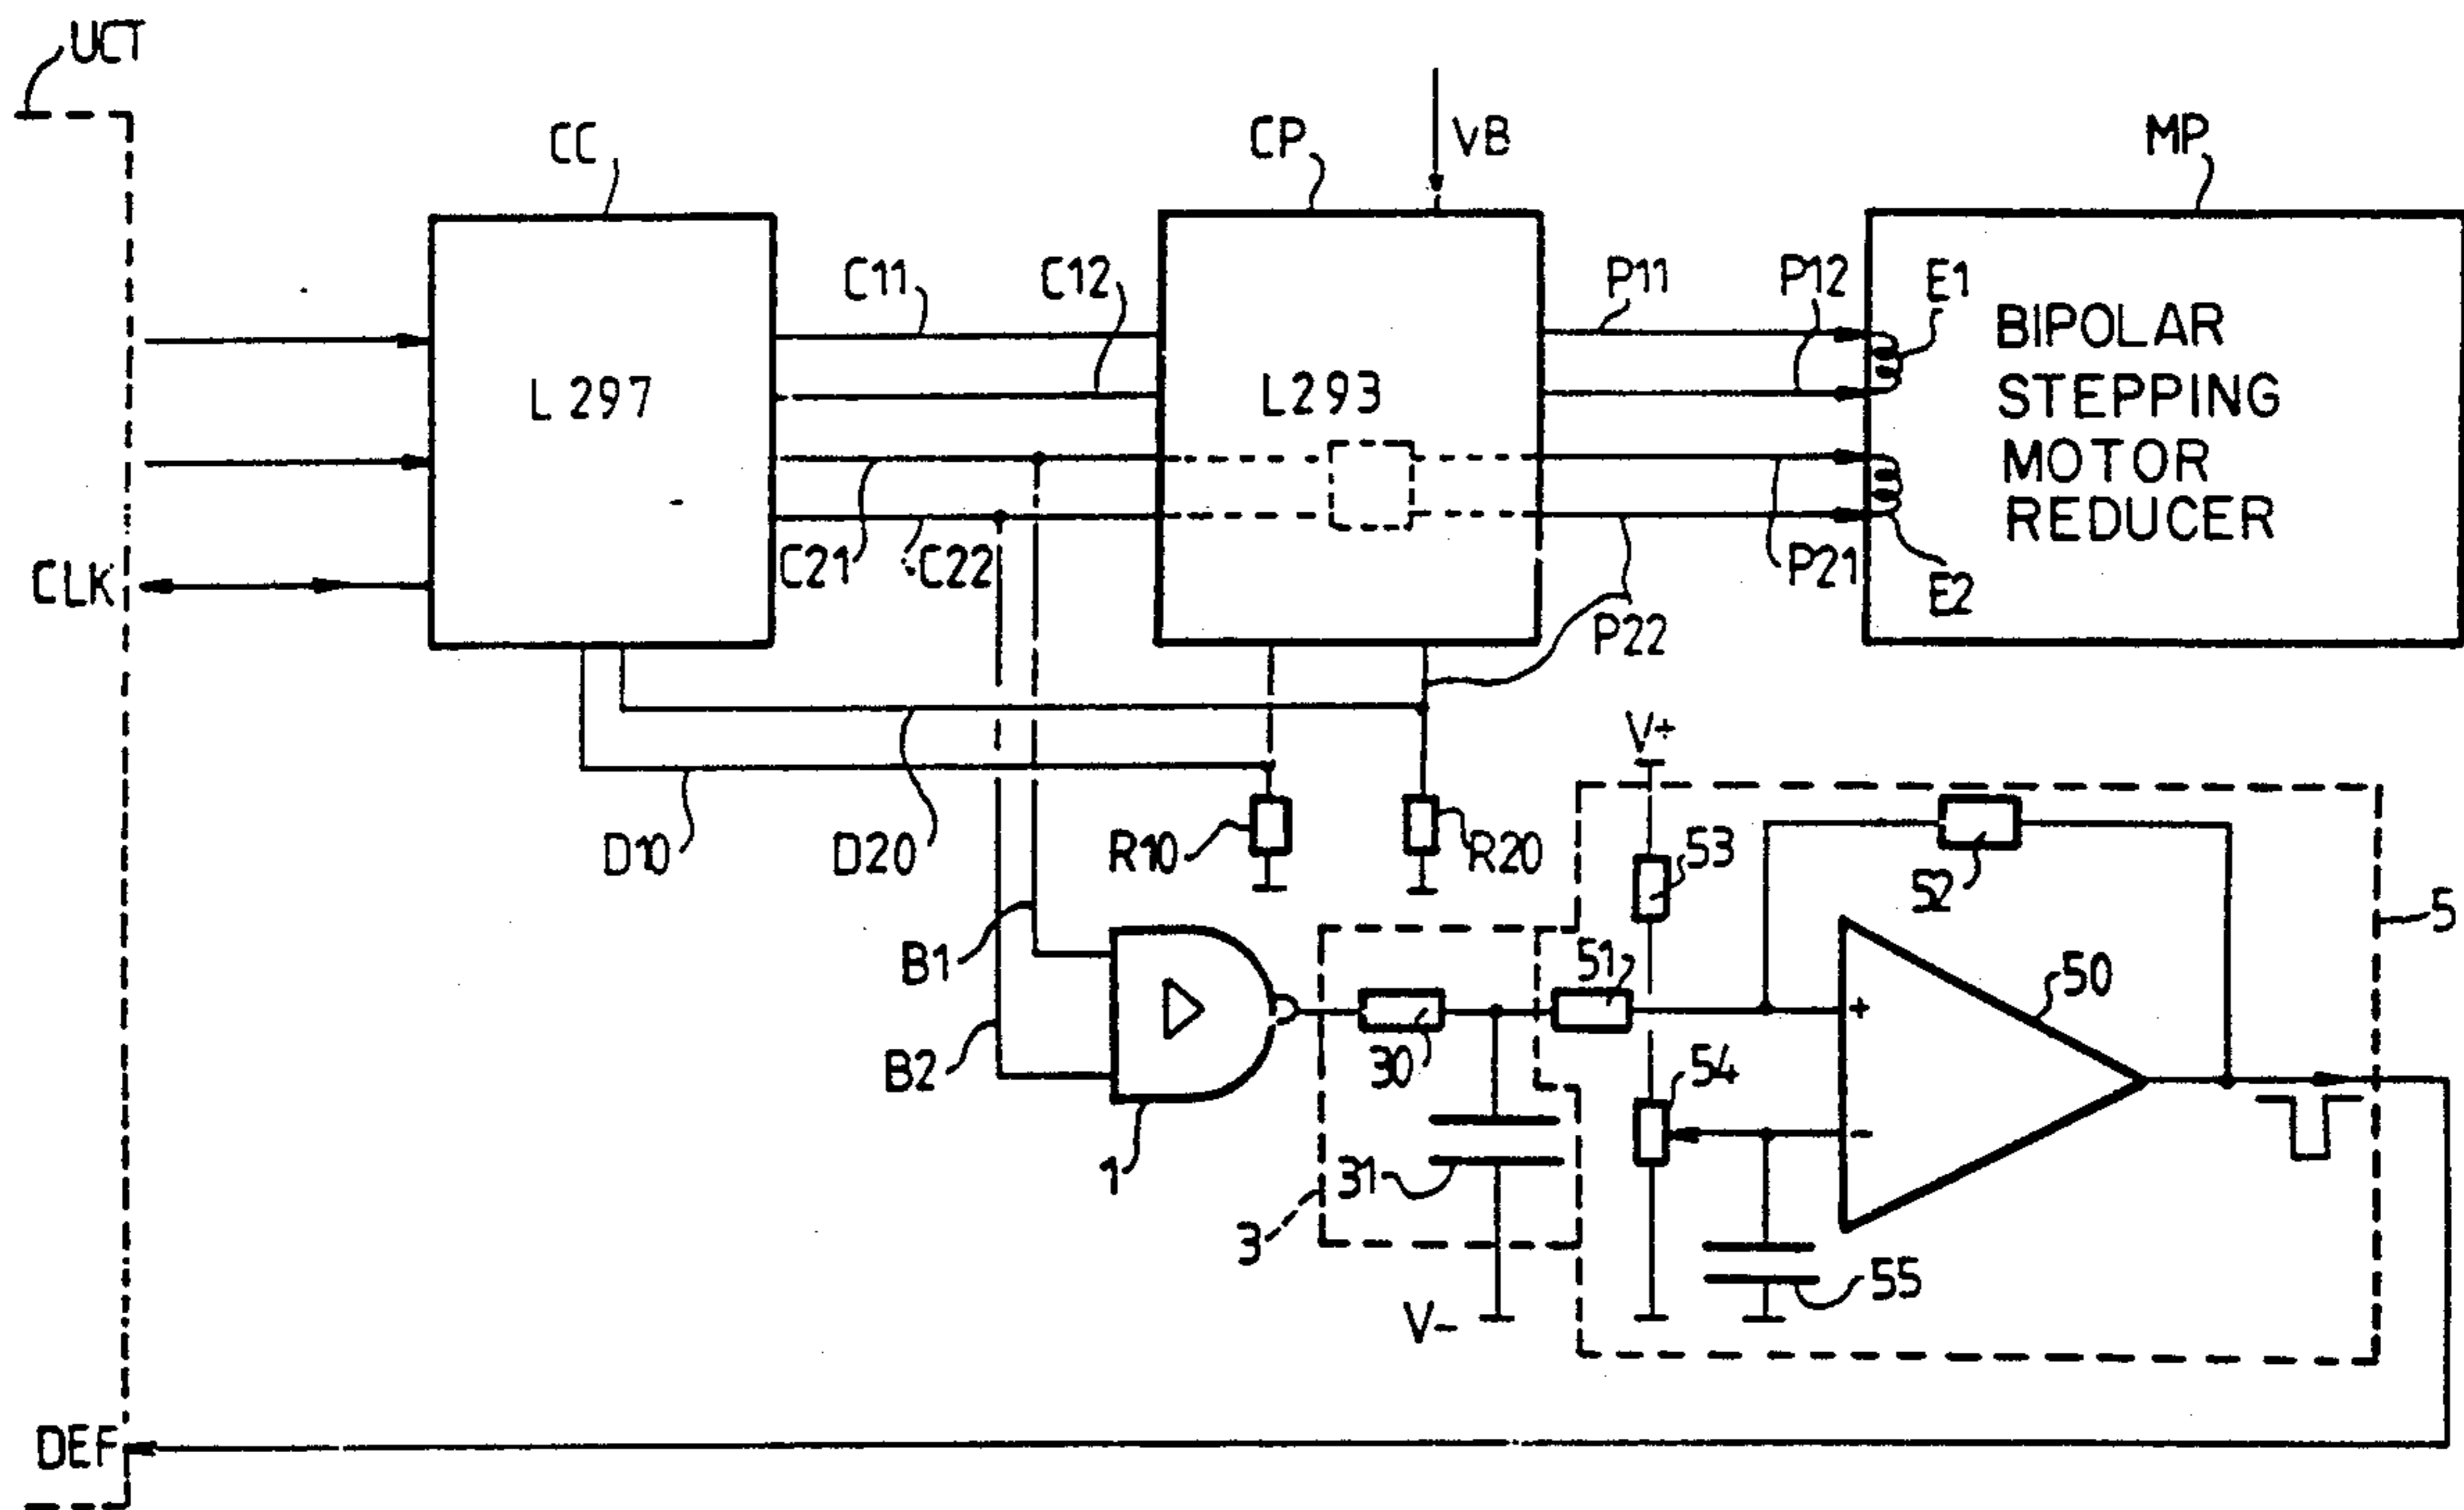 UCT
CC
CP
VB
MP
C11
C12
P11
P12
E1
L297
L293
BIPOLAR
STEPPING
MOTOR
REDUCER
C21
C22
P21
E2
CLK
P22
V+
D10
D20
R10
R20
53
52
5
B1
51
50
B2
30
54
1
31
3
55
V-
+
-
DEF